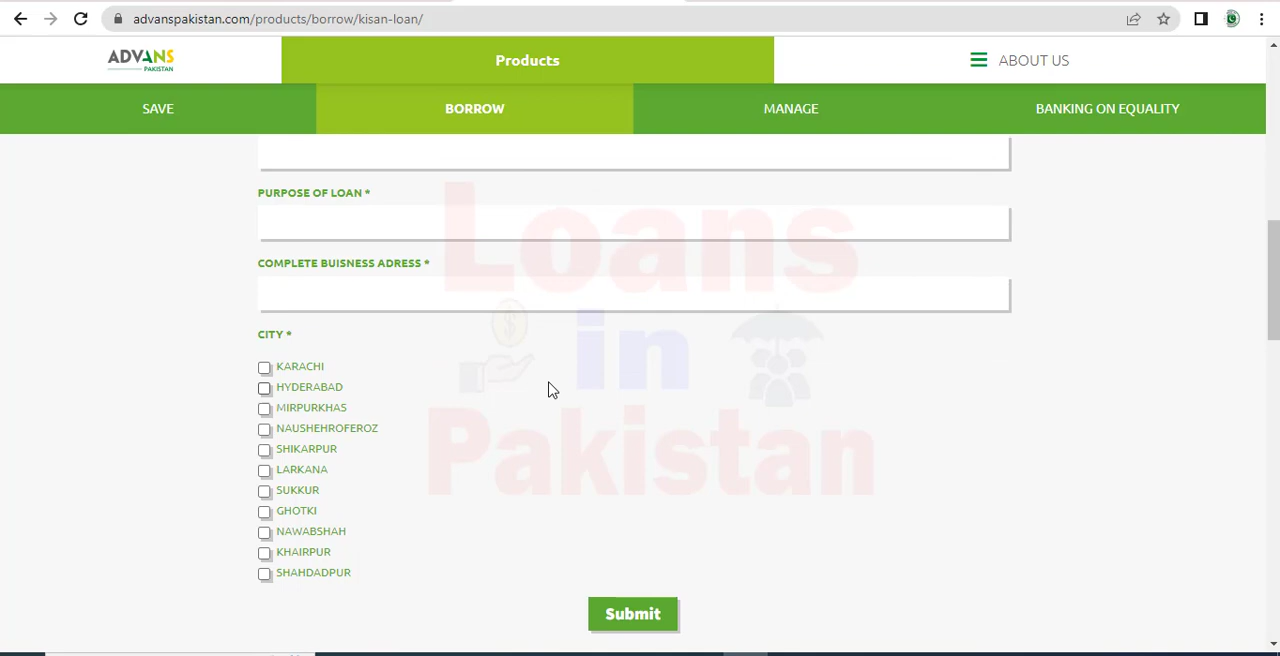 advanspakistan.com/products/borrow/kisan-loan/
ADVANS
PAKISTAN
Products
ABOUT US
SAVE
BORROW
MANAGE
BANKING ON EQUALITY
PURPOSE OF LOAN *
COMPLETE BUISNESS ADRESS *
CITY *
KARACHI
HYDERABAD
MIRPURKHAS
NAUSHEHROFEROZ
SHIKARPUR
LARKANA
SUKKUR
GHOTKI
NAWABSHAH
KHAIRPUR
SHAHDADPUR
Submit
Loans
in
Pakistan